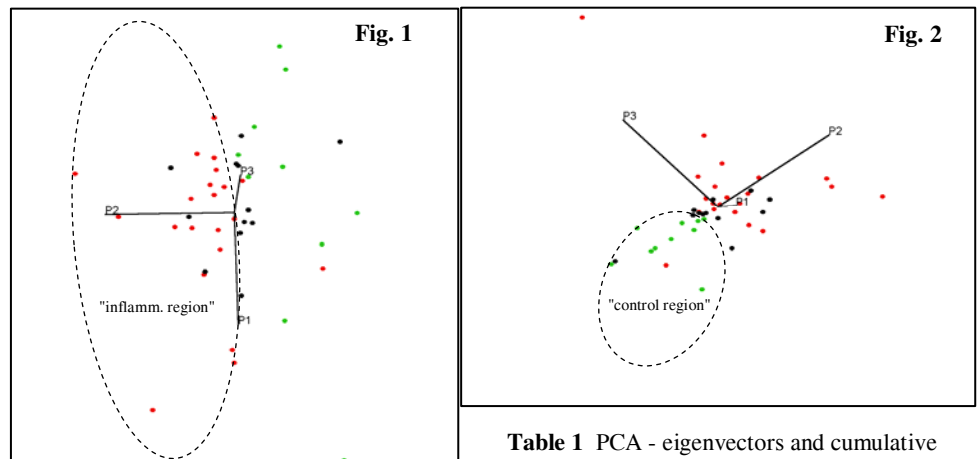 Fig. 1
P3
P2
"inflamm. region"
P1
Fig. 2
P3
P2
P1
"control region"
Table 1 PCA - eigenvectors and cumulative